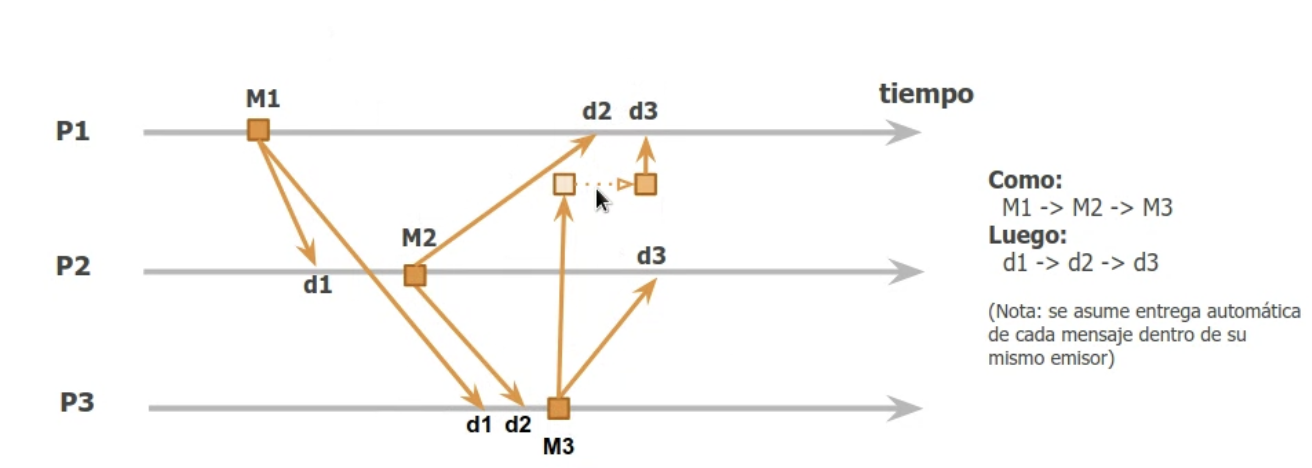 M1
tiempo
d2 d3
P1
Como:
M1 -> M2 -> M3
Luego:
d1 -> d2 -> d3
M2
d3
P2
d1
(Nota: se asume entrega automática
de cada mensaje dentro de su
mismo emisor)
P3
d1 d2
M3